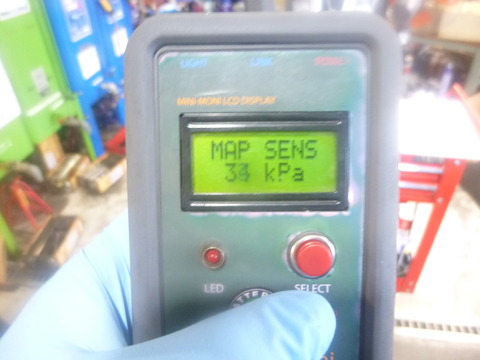 LIGHT LINK
MINI-MONI LCD DISPLAY
MAP SENS
34 kPa
LED SELECT